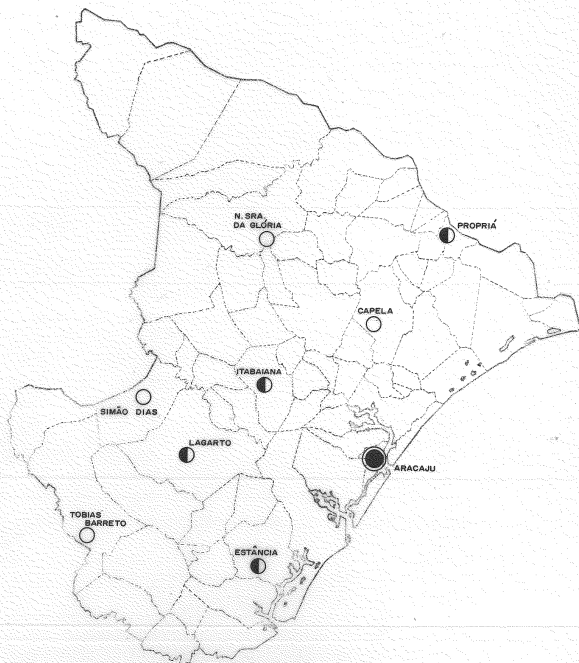 N. SRA.
DA GLÓRIA
PROPRIÁ
CAPELA
ITABAIANA
SIMÃO DIAS
LAGARTO
ARACAJU
TOBIAS
BARRETO
ESTÂNCIA